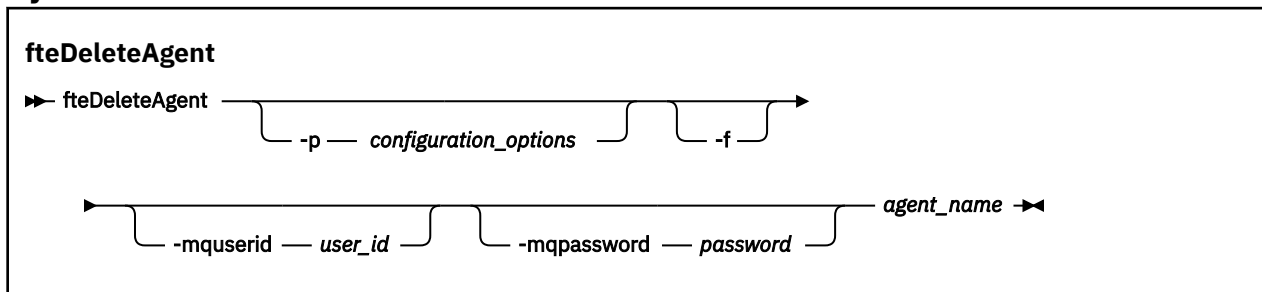 fteDeleteAgent
fteDeleteAgent
-p configuration_options -f
-mquserid user_id -mqpassword password agent_name